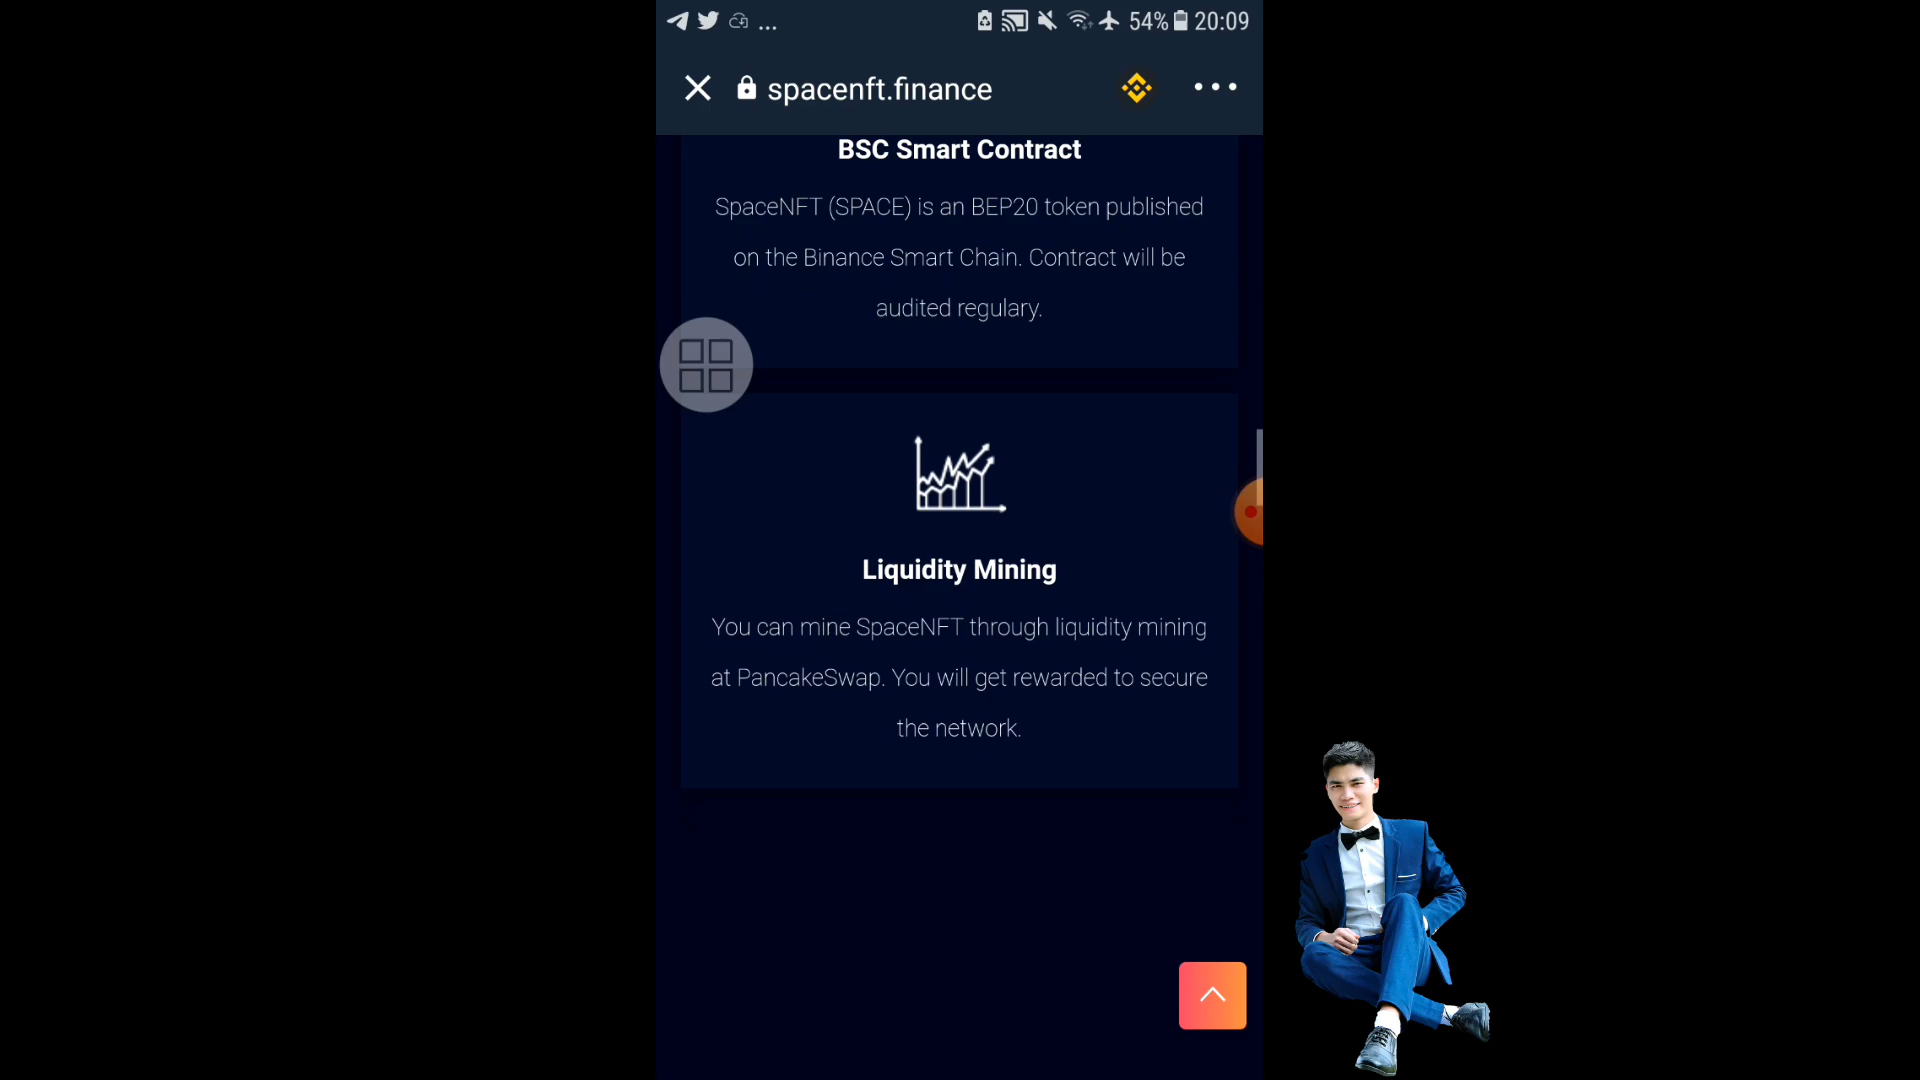 ... 54% 20:09
spacenft.finance
BSC Smart Contract
SpaceNFT (SPACE) is an BEP20 token published
on the Binance Smart Chain. Contract will be
audited regulary.
Liquidity Mining
You can mine SpaceNFT through liquidity mining
at PancakeSwap. You will get rewarded to secure
the network.